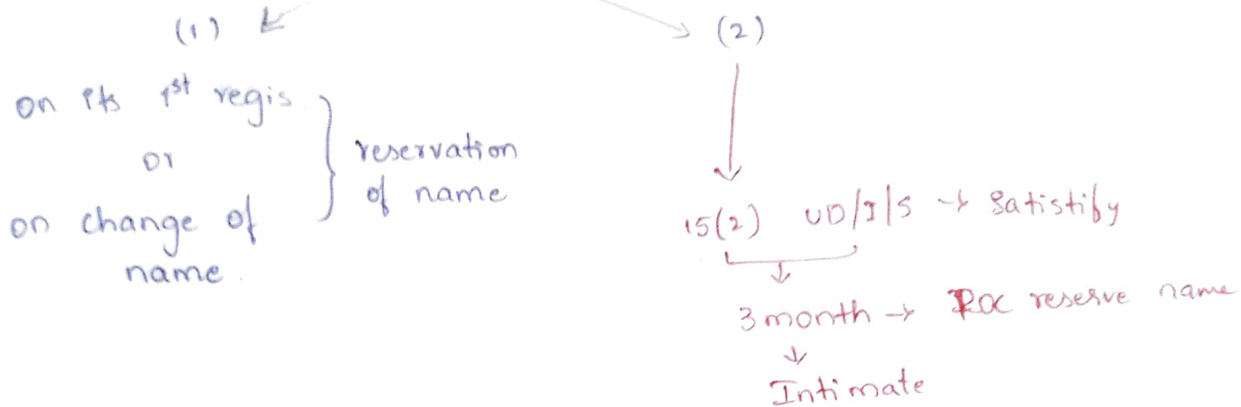 (1)
on its 1st regis
or
on change of
name.
reservation
of name
(2)
15(2) UD/I/S → Satistify
3 month → ROC reserve name
Intimate